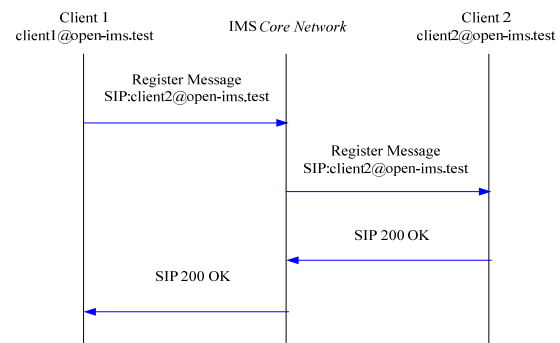 Client 1
client1@open-ims.test
IMS Core Network
Client 2
client2@open-ims.test
Register Message
SIP:client2@open-ims.test
Register Message
SIP:client2@open-ims.test
SIP 200 OK
SIP 200 OK